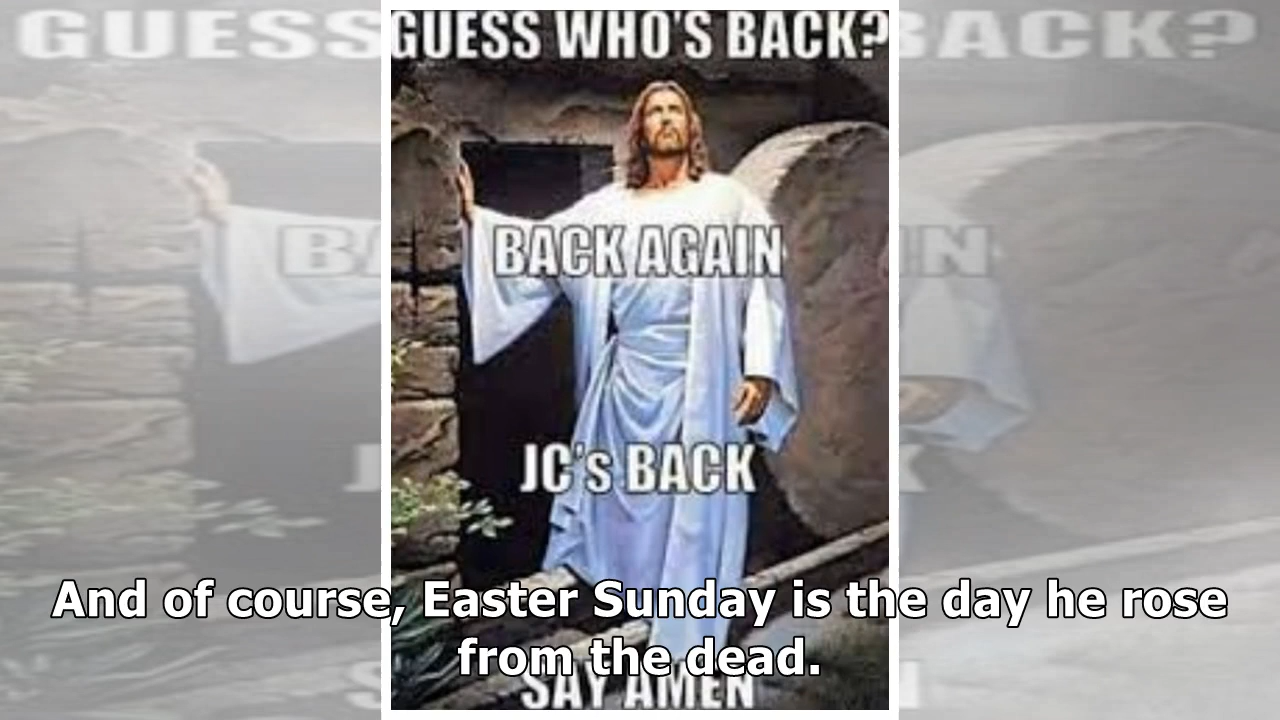 GUESS WHO'S BACK?
BACK AGAIN
JC's BACK
And of course, Easter Sunday is the day he rose
from the dead.
SAY AMEN